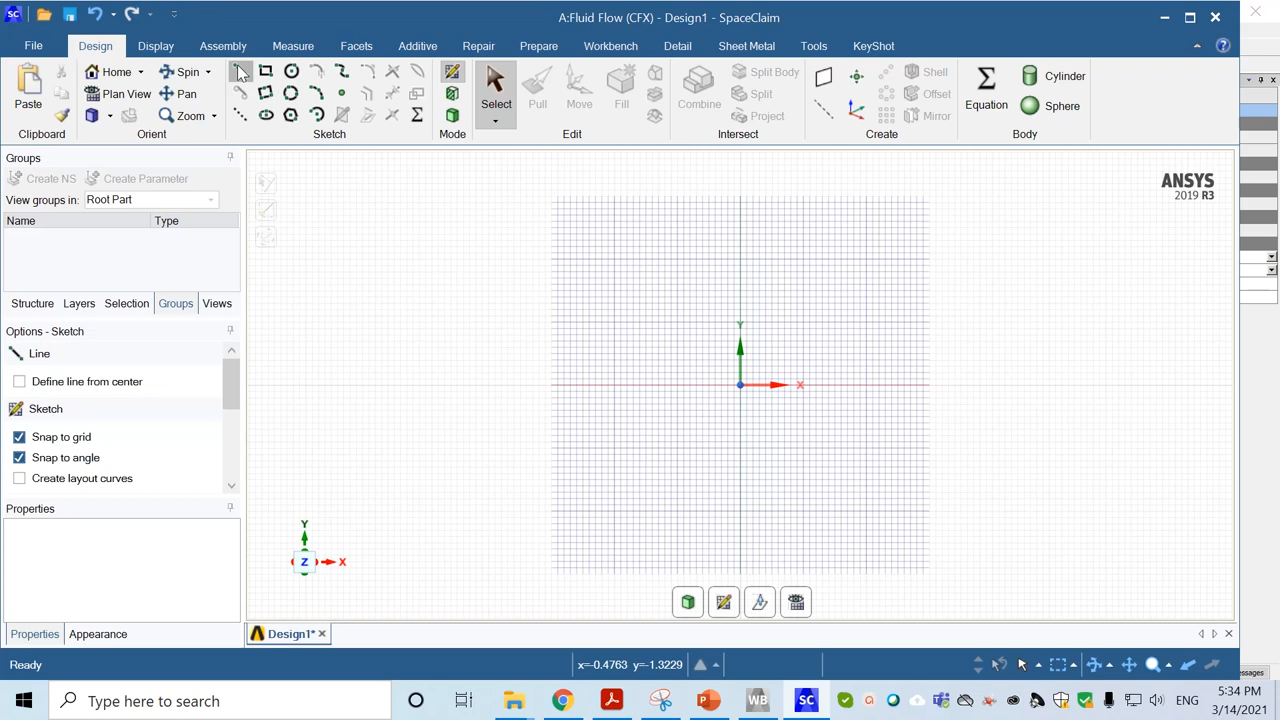 A:Fluid Flow (CFX) - Design1 - SpaceClaim
File Design Display Assembly Measure Facets Additive Repair Prepare Workbench Detail Sheet Metal Tools KeyShot
Home Spin Select Pull Move Fill Combine Split Body Shell Equation Cylinder
Paste Plan View Pan Split Offset Sphere
Zoom Project Mirror
Clipboard Orient Sketch Mode Edit Intersect Create Body
Groups
Create NS Create Parameter
View groups in: Root Part
Name Type
Structure Layers Selection Groups Views
Options - Sketch
Line
Define line from center
Sketch
Snap to grid
Snap to angle
Create layout curves
Properties
Properties Appearance
ANSYS
2019 R3
Y
X
Y
Z X
Design1*
Ready x=-0.4763 y=-1.3229
Type here to search
WB SC
ENG
5:34 PM
3/14/2021